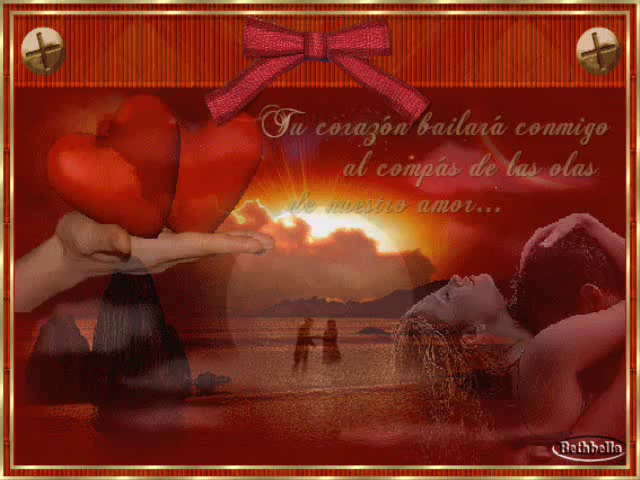 Tu corazón bailará conmigo
al compás de las olas
de nuestro amor...
Bethbella